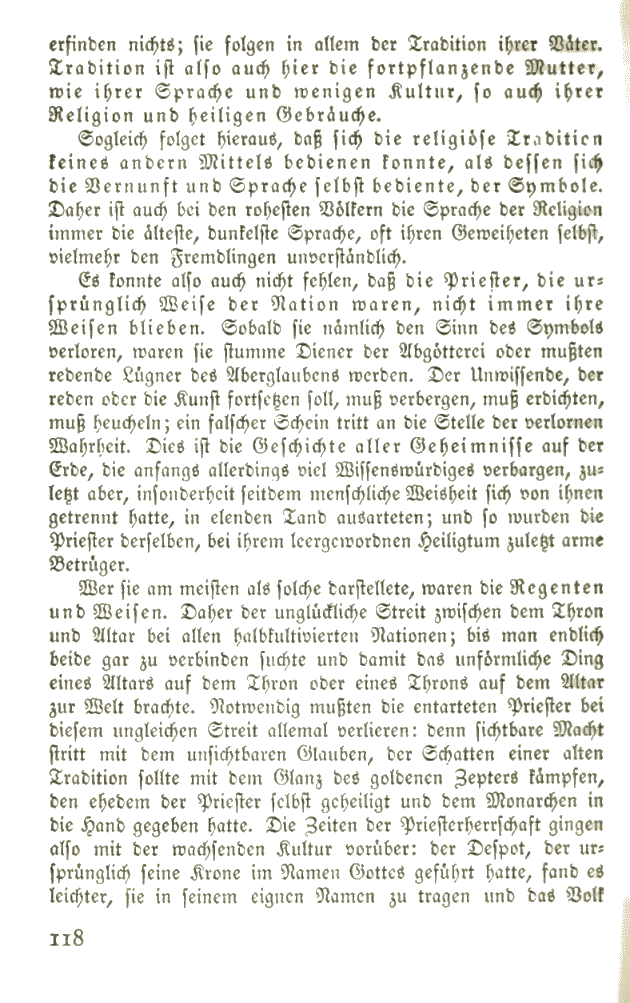 erfinden nichts; sie folgen in allem der Tradition ihrer Väter.
Tradition ist also auch hier die fortpflanzende Mutter,
wie ihrer Sprache und wenigen Kultur, so auch ihrer
Religion und heiligen Gebräuche.
Sogleich folget hieraus, daß sich die religiöse Tradition
keines andern Mittels bedienen konnte, als dessen sich
die Vernunft und Sprache selbst bediente, der Symbole.
Daher ist auch bei den rohesten Völkern die Sprache der Religion
immer die älteste, dunkelste Sprache, oft ihren Geweiheten selbst,
vielmehr den Fremdlingen unverständlich.
Es konnte also auch nicht fehlen, daß die Priester, die ur-
sprünglich Weise der Nation waren, nicht immer ihre
Weisen blieben. Sobald sie nämlich den Sinn des Symbols
verloren, waren sie stumme Diener der Abgötterei oder mußten
redende Lügner des Aberglaubens werden. Der Unwissende, der
reden oder die Kunst fortsetzen soll, muß verbergen, muß erdichten,
muß heucheln; ein falscher Schein tritt an die Stelle der verlornen
Wahrheit. Dies ist die Geschichte aller Geheimnisse auf der
Erde, die anfangs allerdings viel Wissenswürdiges verbargen, zu-
letzt aber, insonderheit seitdem menschliche Weisheit sich von ihnen
getrennt hatte, in elenden Tand ausarteten; und so wurden die
Priester derselben, bei ihrem leergewordnen Heiligtum zuletzt arme
Betrüger.
Wer sie am meisten als solche darstellete, waren die Regenten
und Weisen. Daher der unglückliche Streit zwischen dem Thron
und Altar bei allen halbkultivierten Nationen; bis man endlich
beide gar zu verbinden suchte und damit das unförmliche Ding
eines Altars auf dem Thron oder eines Throns auf dem Altar
zur Welt brachte. Notwendig mußten die entarteten Priester bei
diesem ungleichen Streit allemal verlieren: denn sichtbare Macht
stritt mit dem unsichtbaren Glauben, der Schatten einer alten
Tradition sollte mit dem Glanz des goldenen Zepters kämpfen,
den ehedem der Priester selbst geheiligt und dem Monarchen in
die Hand gegeben hatte. Die Zeiten der Priesterherrschaft gingen
also mit der wachsenden Kultur vorüber: der Despot, der ur-
sprünglich seine Krone im Namen Gottes geführt hatte, fand es
leichter, sie in seinem eignen Namen zu tragen und das Volk
118